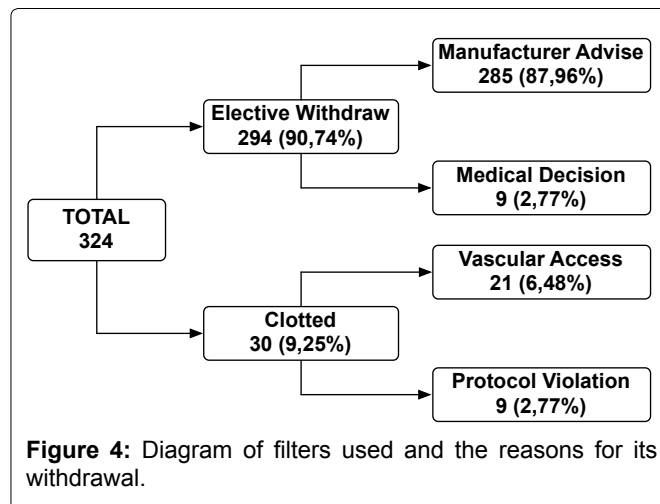 Manufacturer Advise
285 (87,96%)
Elective Withdraw
294 (90,74%)
Medical Decision
9 (2,77%)
TOTAL
324
Vascular Access
21 (6,48%)
Clotted
30 (9,25%)
Protocol Violation
9 (2,77%)
Figure 4: Diagram of filters used and the reasons for its
withdrawal.